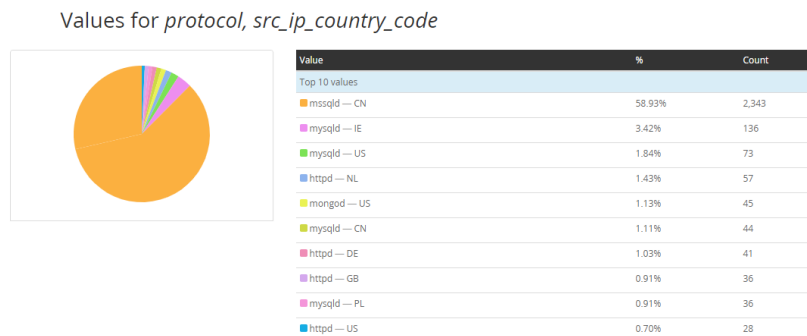 Values for protocol, src_ip_country_code
Value % Count
Top 10 values
mssqld — CN 58.93% 2,343
mysqld — IE 3.42% 136
mysqld — US 1.84% 73
httpd — NL 1.43% 57
mongod — US 1.13% 45
mysqld — CN 1.11% 44
httpd — DE 1.03% 41
httpd — GB 0.91% 36
mysqld — PL 0.91% 36
httpd — US 0.70% 28